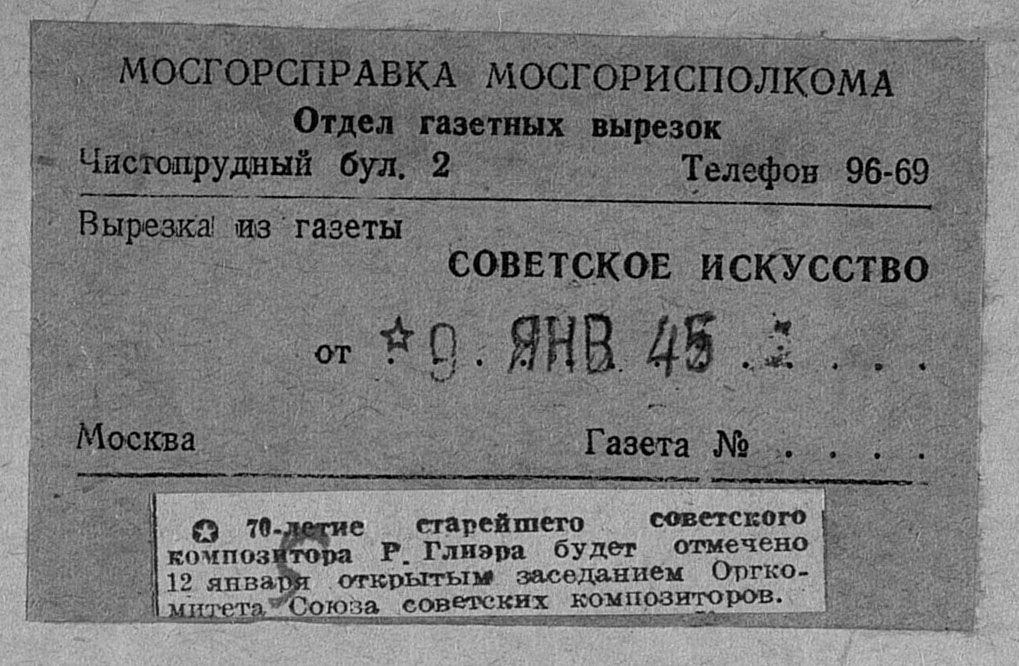 МОСГОРСПРАВКА МОСГОРИСПОЛКОМА
Отдел газетных вырезок
Чистопрудный бул. 2 Телефон 96-69
Вырезка из газеты
СОВЕТСКОЕ ИСКУССТВО
от 9. ЯНВ. 45 . . . . .
Москва Газета № . . . .
70-летие старейшего советского
композитора Р. Глиэра будет отмечено
12 января открытым заседанием Оргко-
митета Союза советских композиторов.